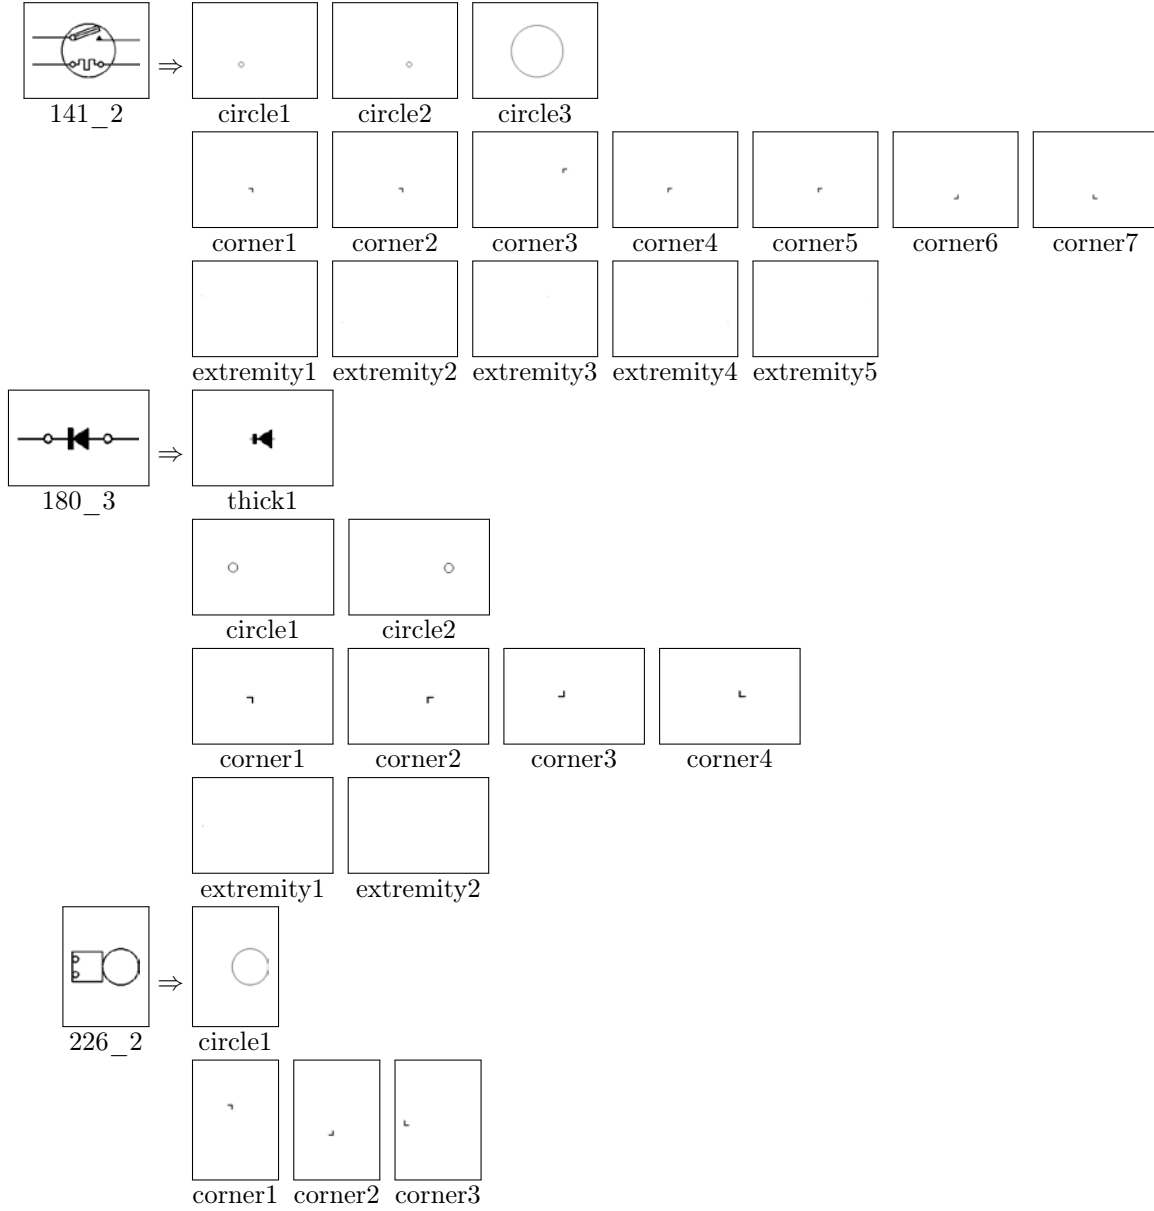 141_2 ⇒ circle1 circle2 circle3
corner1 corner2 corner3 corner4 corner5 corner6 corner7
extremity1 extremity2 extremity3 extremity4 extremity5
180_3 ⇒ thick1
circle1 circle2
corner1 corner2 corner3 corner4
extremity1 extremity2
226_2 ⇒ circle1
corner1 corner2 corner3